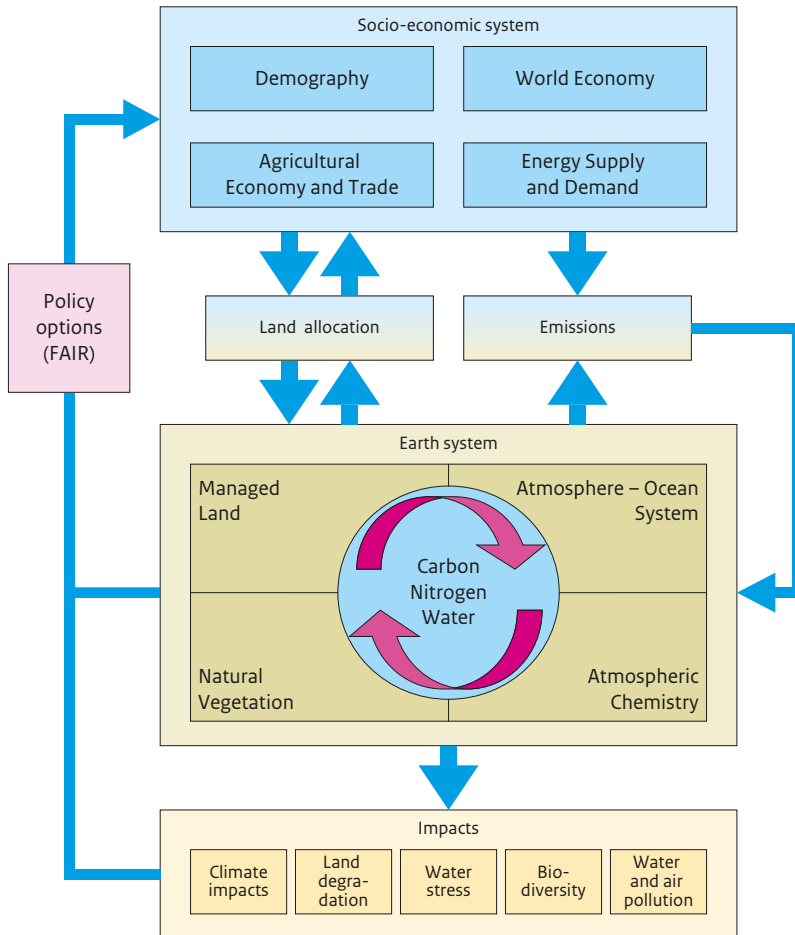 Socio-economic system
Demography
World Economy
Agricultural
Economy and Trade
Energy Supply
and Demand
Policy
options
(FAIR)
Land allocation
Emissions
Earth system
Managed
Land
Atmosphere – Ocean
System
Carbon
Nitrogen
Water
Natural
Vegetation
Atmospheric
Chemistry
Impacts
Climate
impacts
Land
degra-
dation
Water
stress
Bio-
diversity
Water
and air
pollution